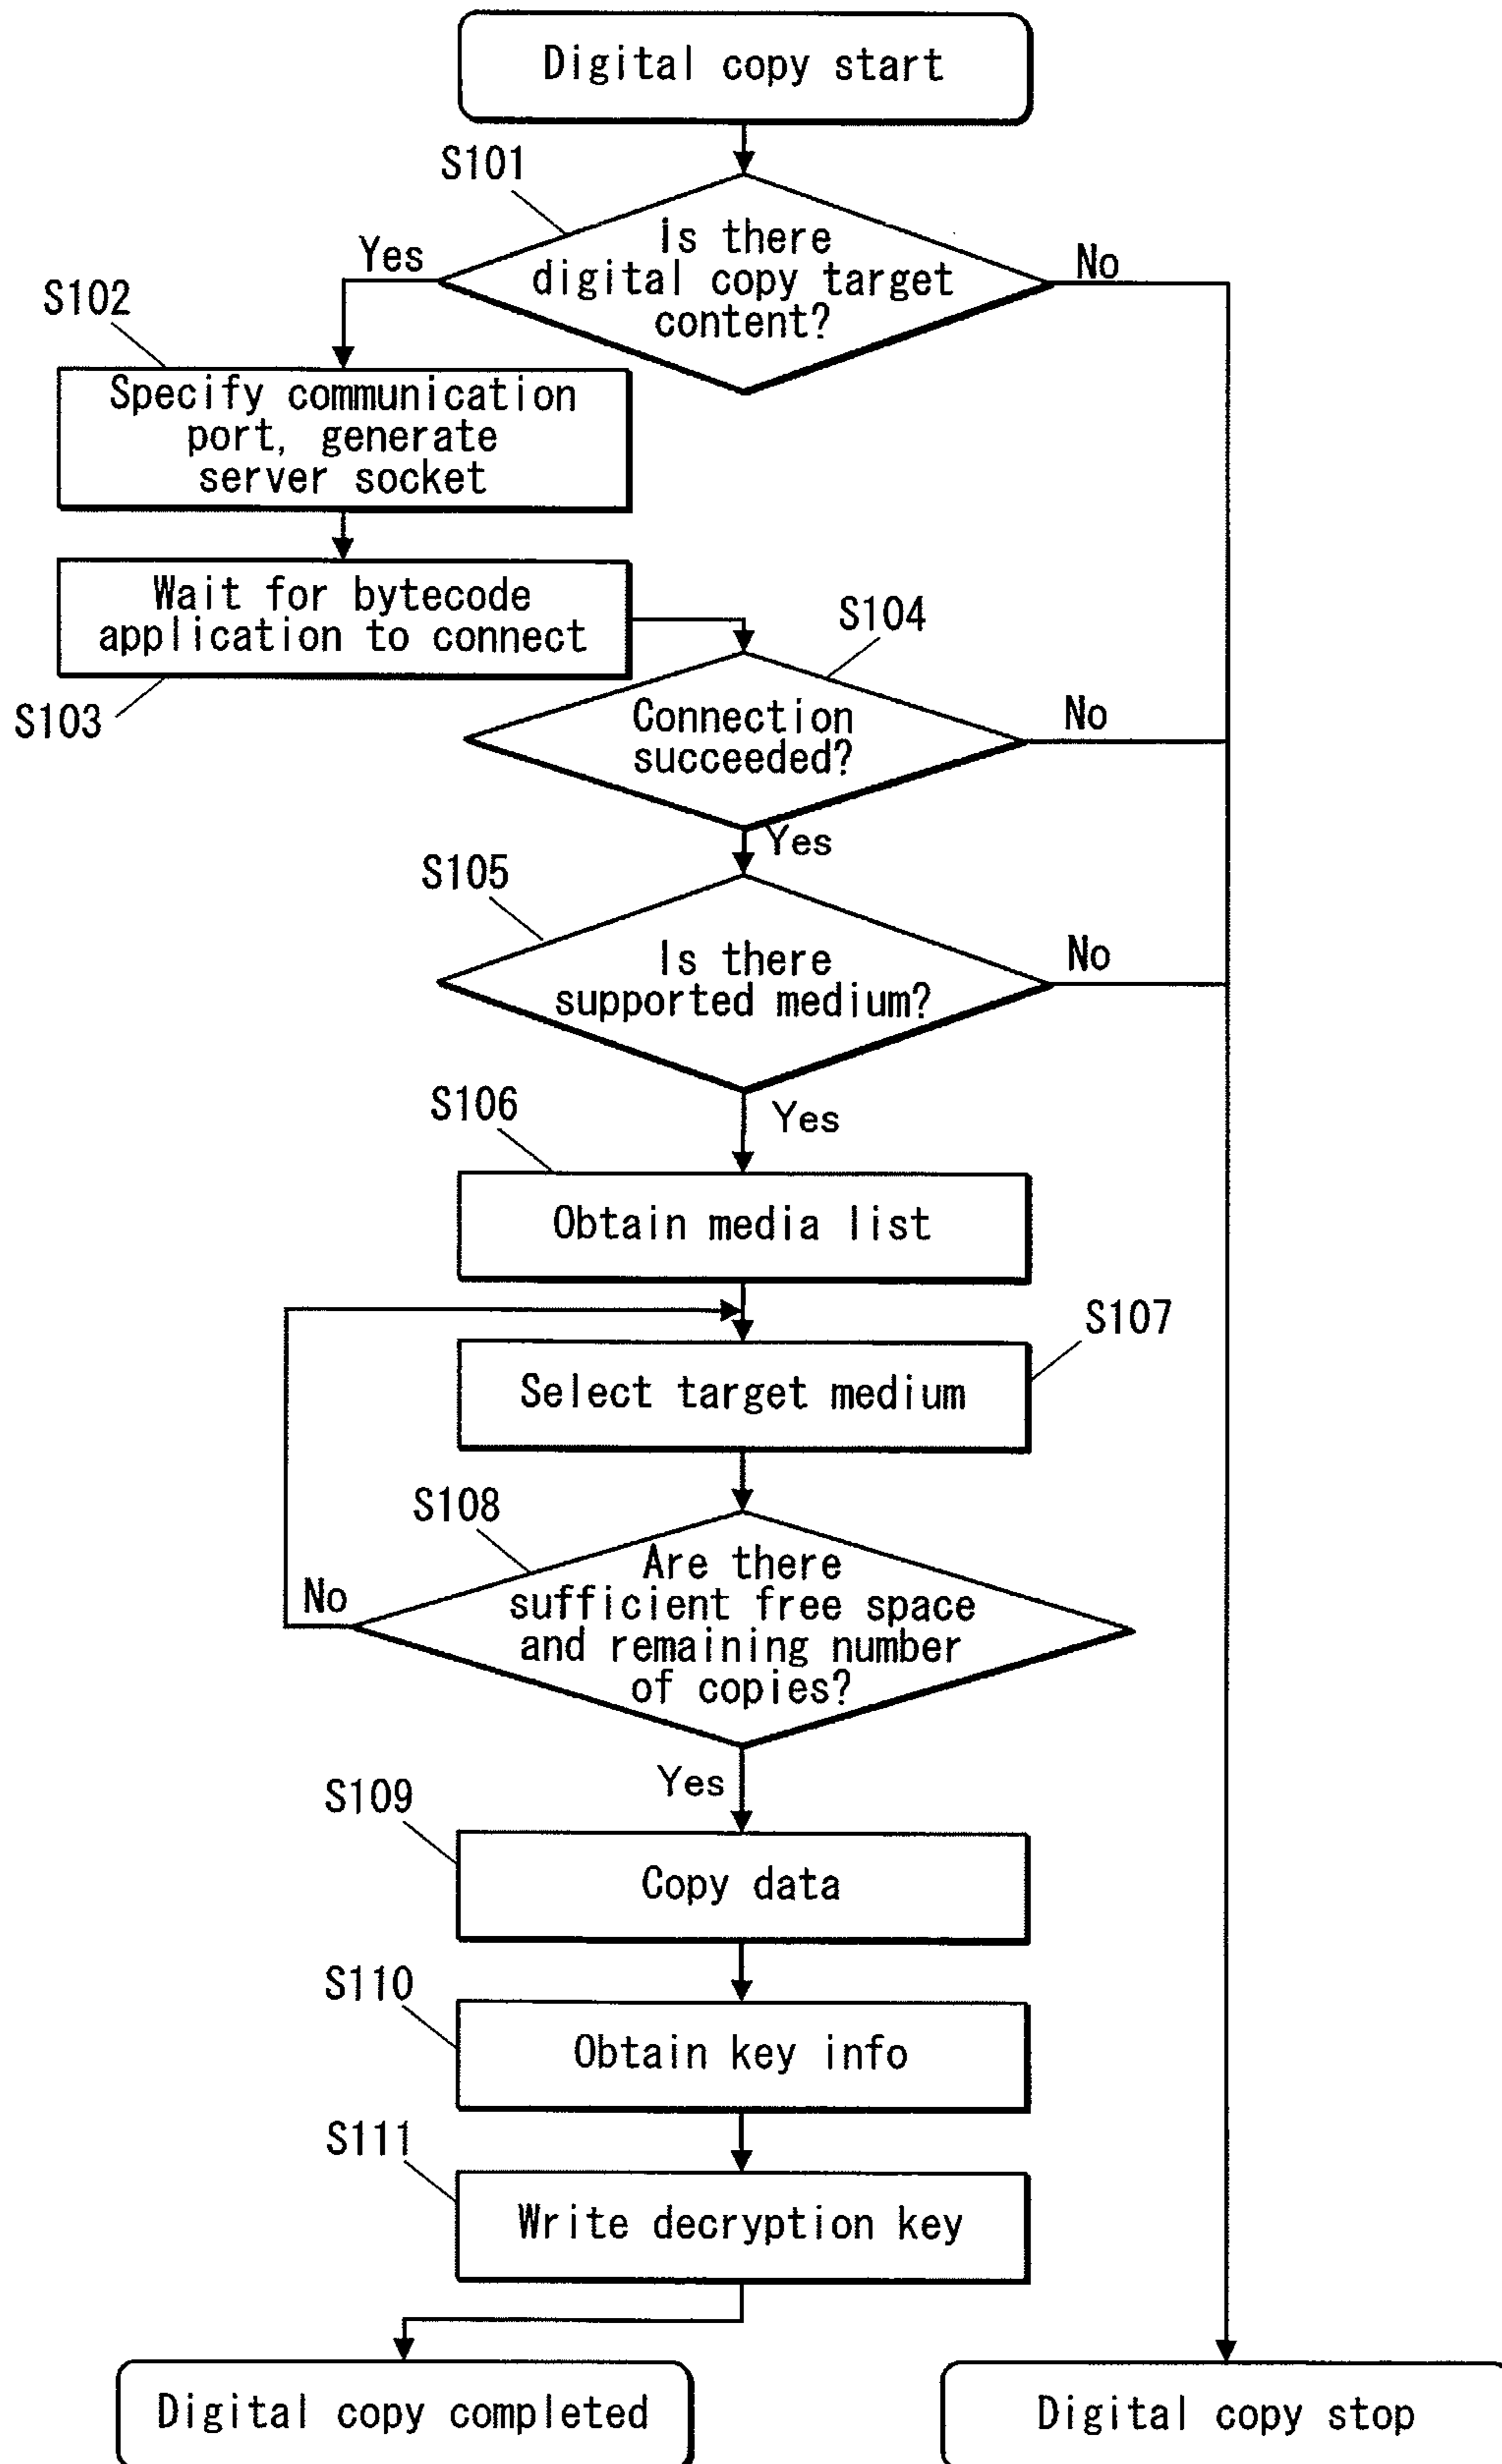 Digital copy start
S101
Is there
digital copy target
content?
Yes
No
S102
Specify communication
port, generate
server socket
Wait for bytecode
application to connect
S103
S104
Connection
succeeded?
No
Yes
S105
Is there
supported medium?
No
Yes
S106
Obtain media list
S107
Select target medium
S108
Are there
sufficient free space
and remaining number
of copies?
No
Yes
S109
Copy data
S110
Obtain key info
S111
Write decryption key
Digital copy completed
Digital copy stop